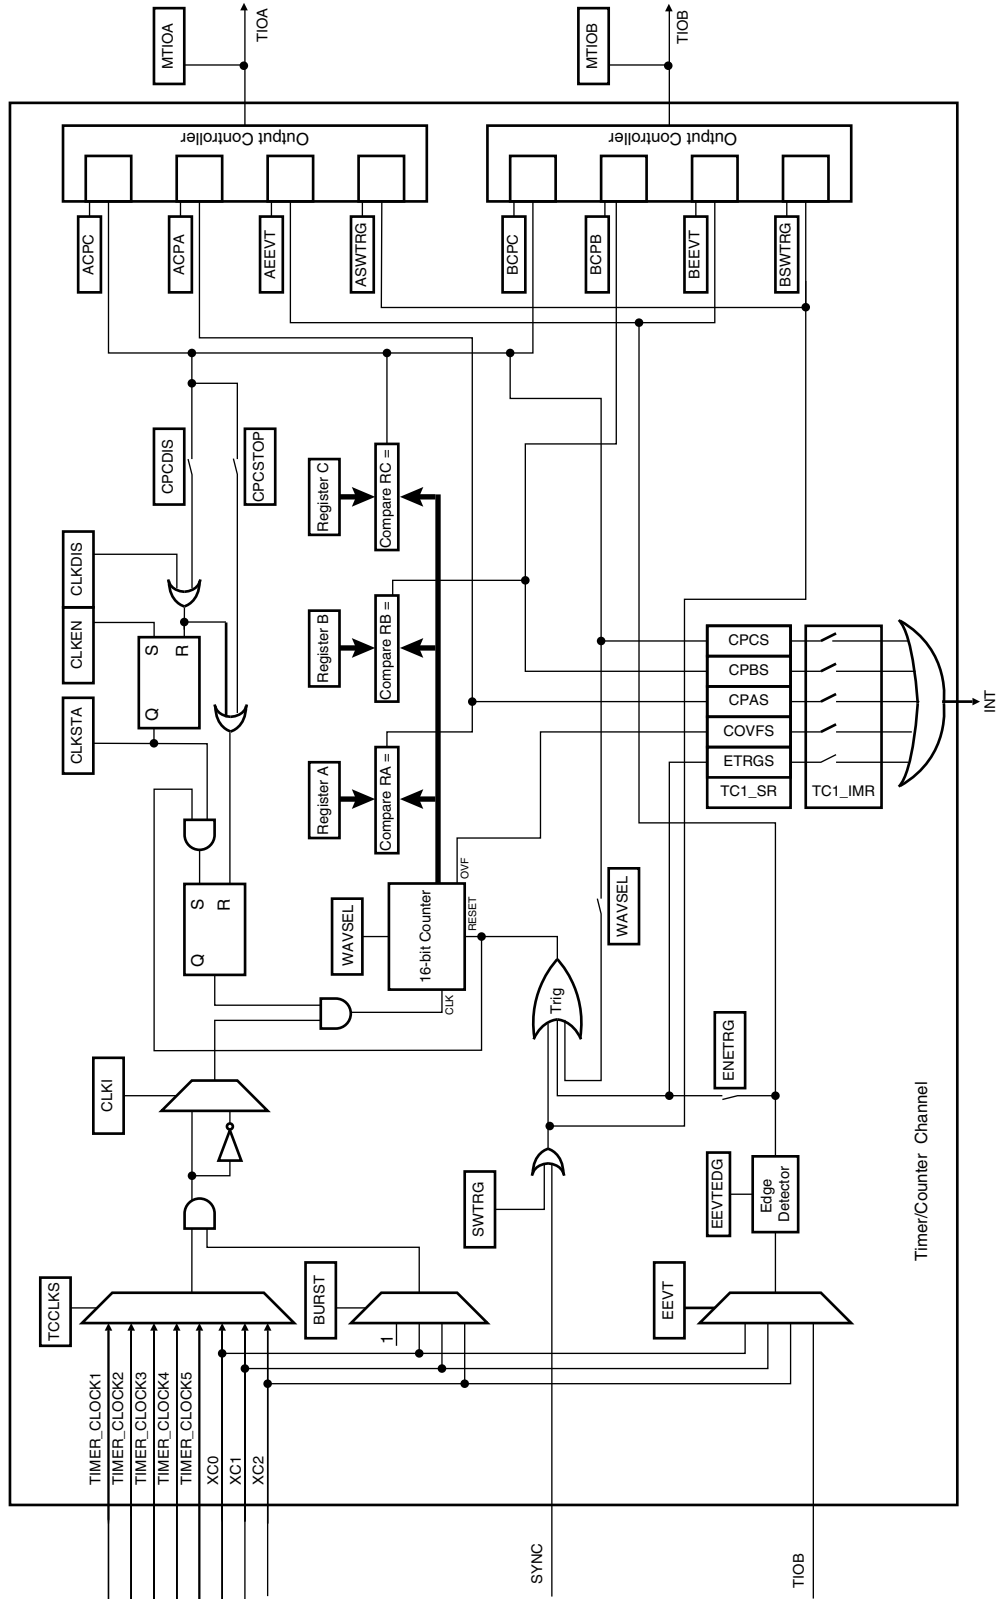 TCCLKS
TIMER_CLOCK1
TIMER_CLOCK2
TIMER_CLOCK3
TIMER_CLOCK4
TIMER_CLOCK5
XC0
XC1
XC2
CLKI
CLKSTA
CLKEN
CLKDIS
Q
S
R
CPCDIS
CPCSTOP
Q
S
R
ACPC
ACPA
AEEVT
ASWTRG
Output Controller
MTIOA
TIOA
BURST
1
WAVSEL
Register A
Register B
Register C
Compare RA =
Compare RB =
Compare RC =
16-bit Counter
CLK
RESET
OVF
SWTRG
SYNC
Trig
WAVSEL
BCPC
BCPB
BEEVT
BSWTRG
Output Controller
MTIOB
TIOB
EEVT
EEVTEDG
Edge
Detector
ENETRG
TIOB
CPCS
CPBS
CPAS
COVFS
ETRGS
TC1_SR
TC1_IMR
INT
Timer/Counter Channel